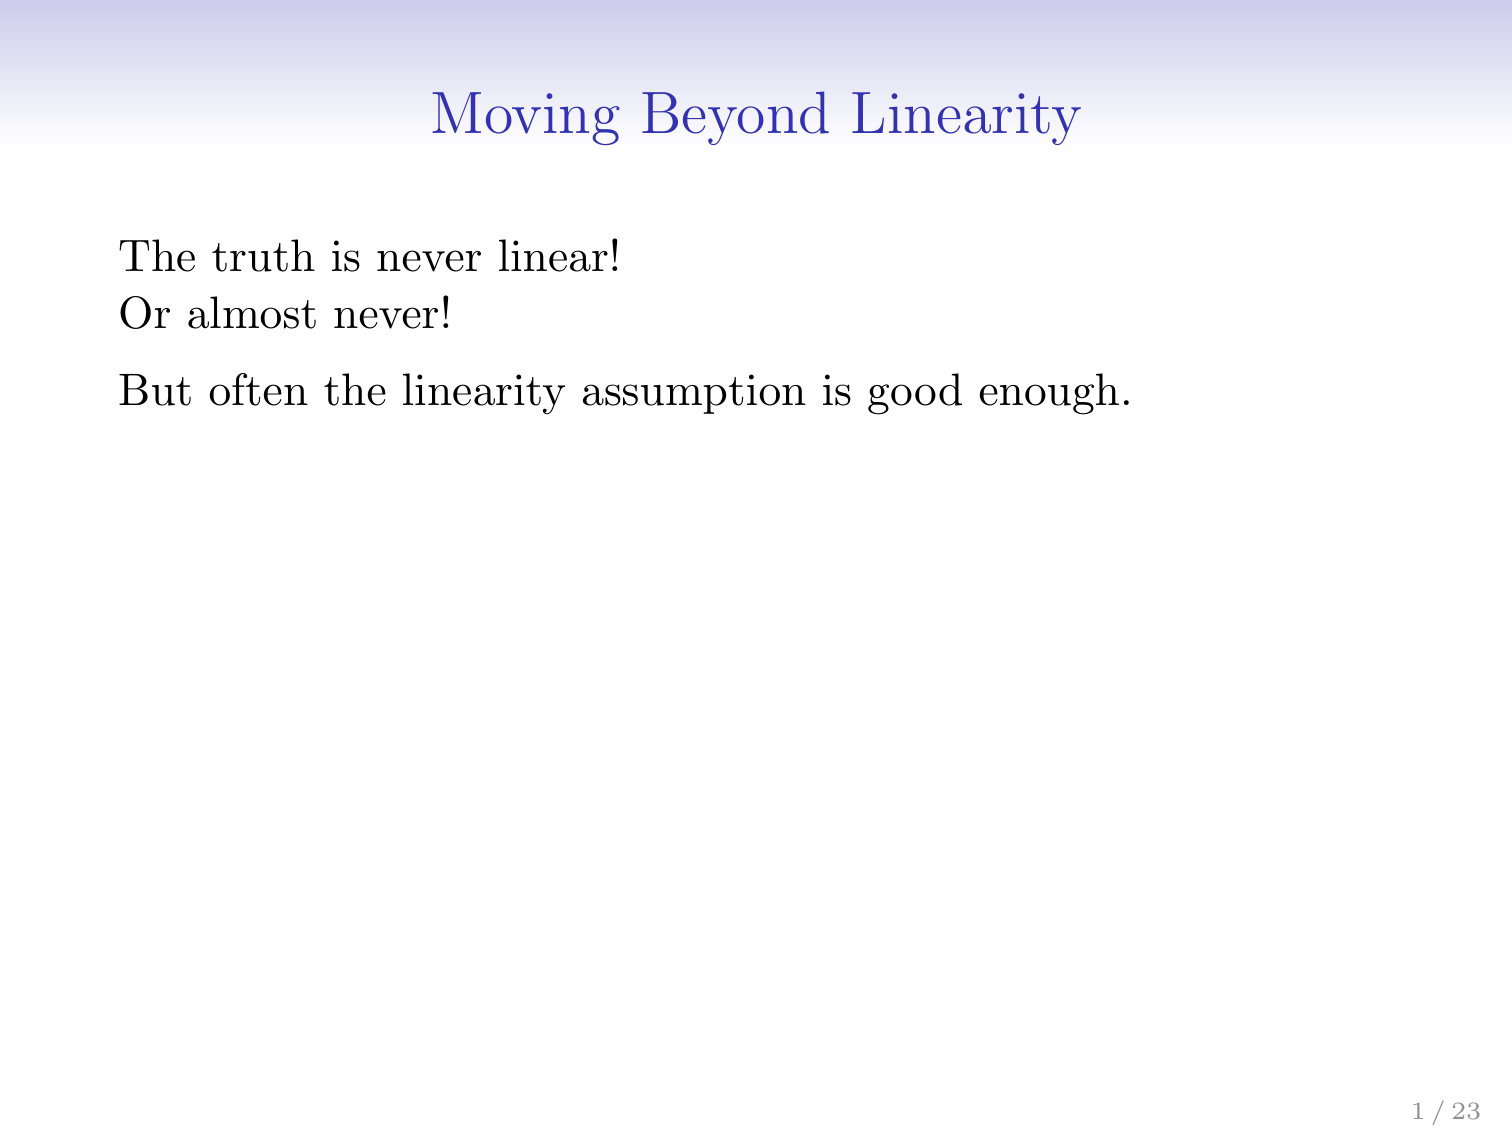 Moving Beyond Linearity
The truth is never linear!
Or almost never!
But often the linearity assumption is good enough.
1 / 23